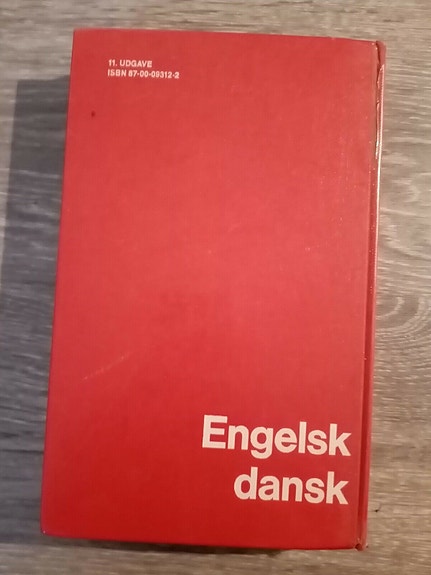 11. UDGAVE
ISBN 87-00-09312-2
Engelsk
dansk